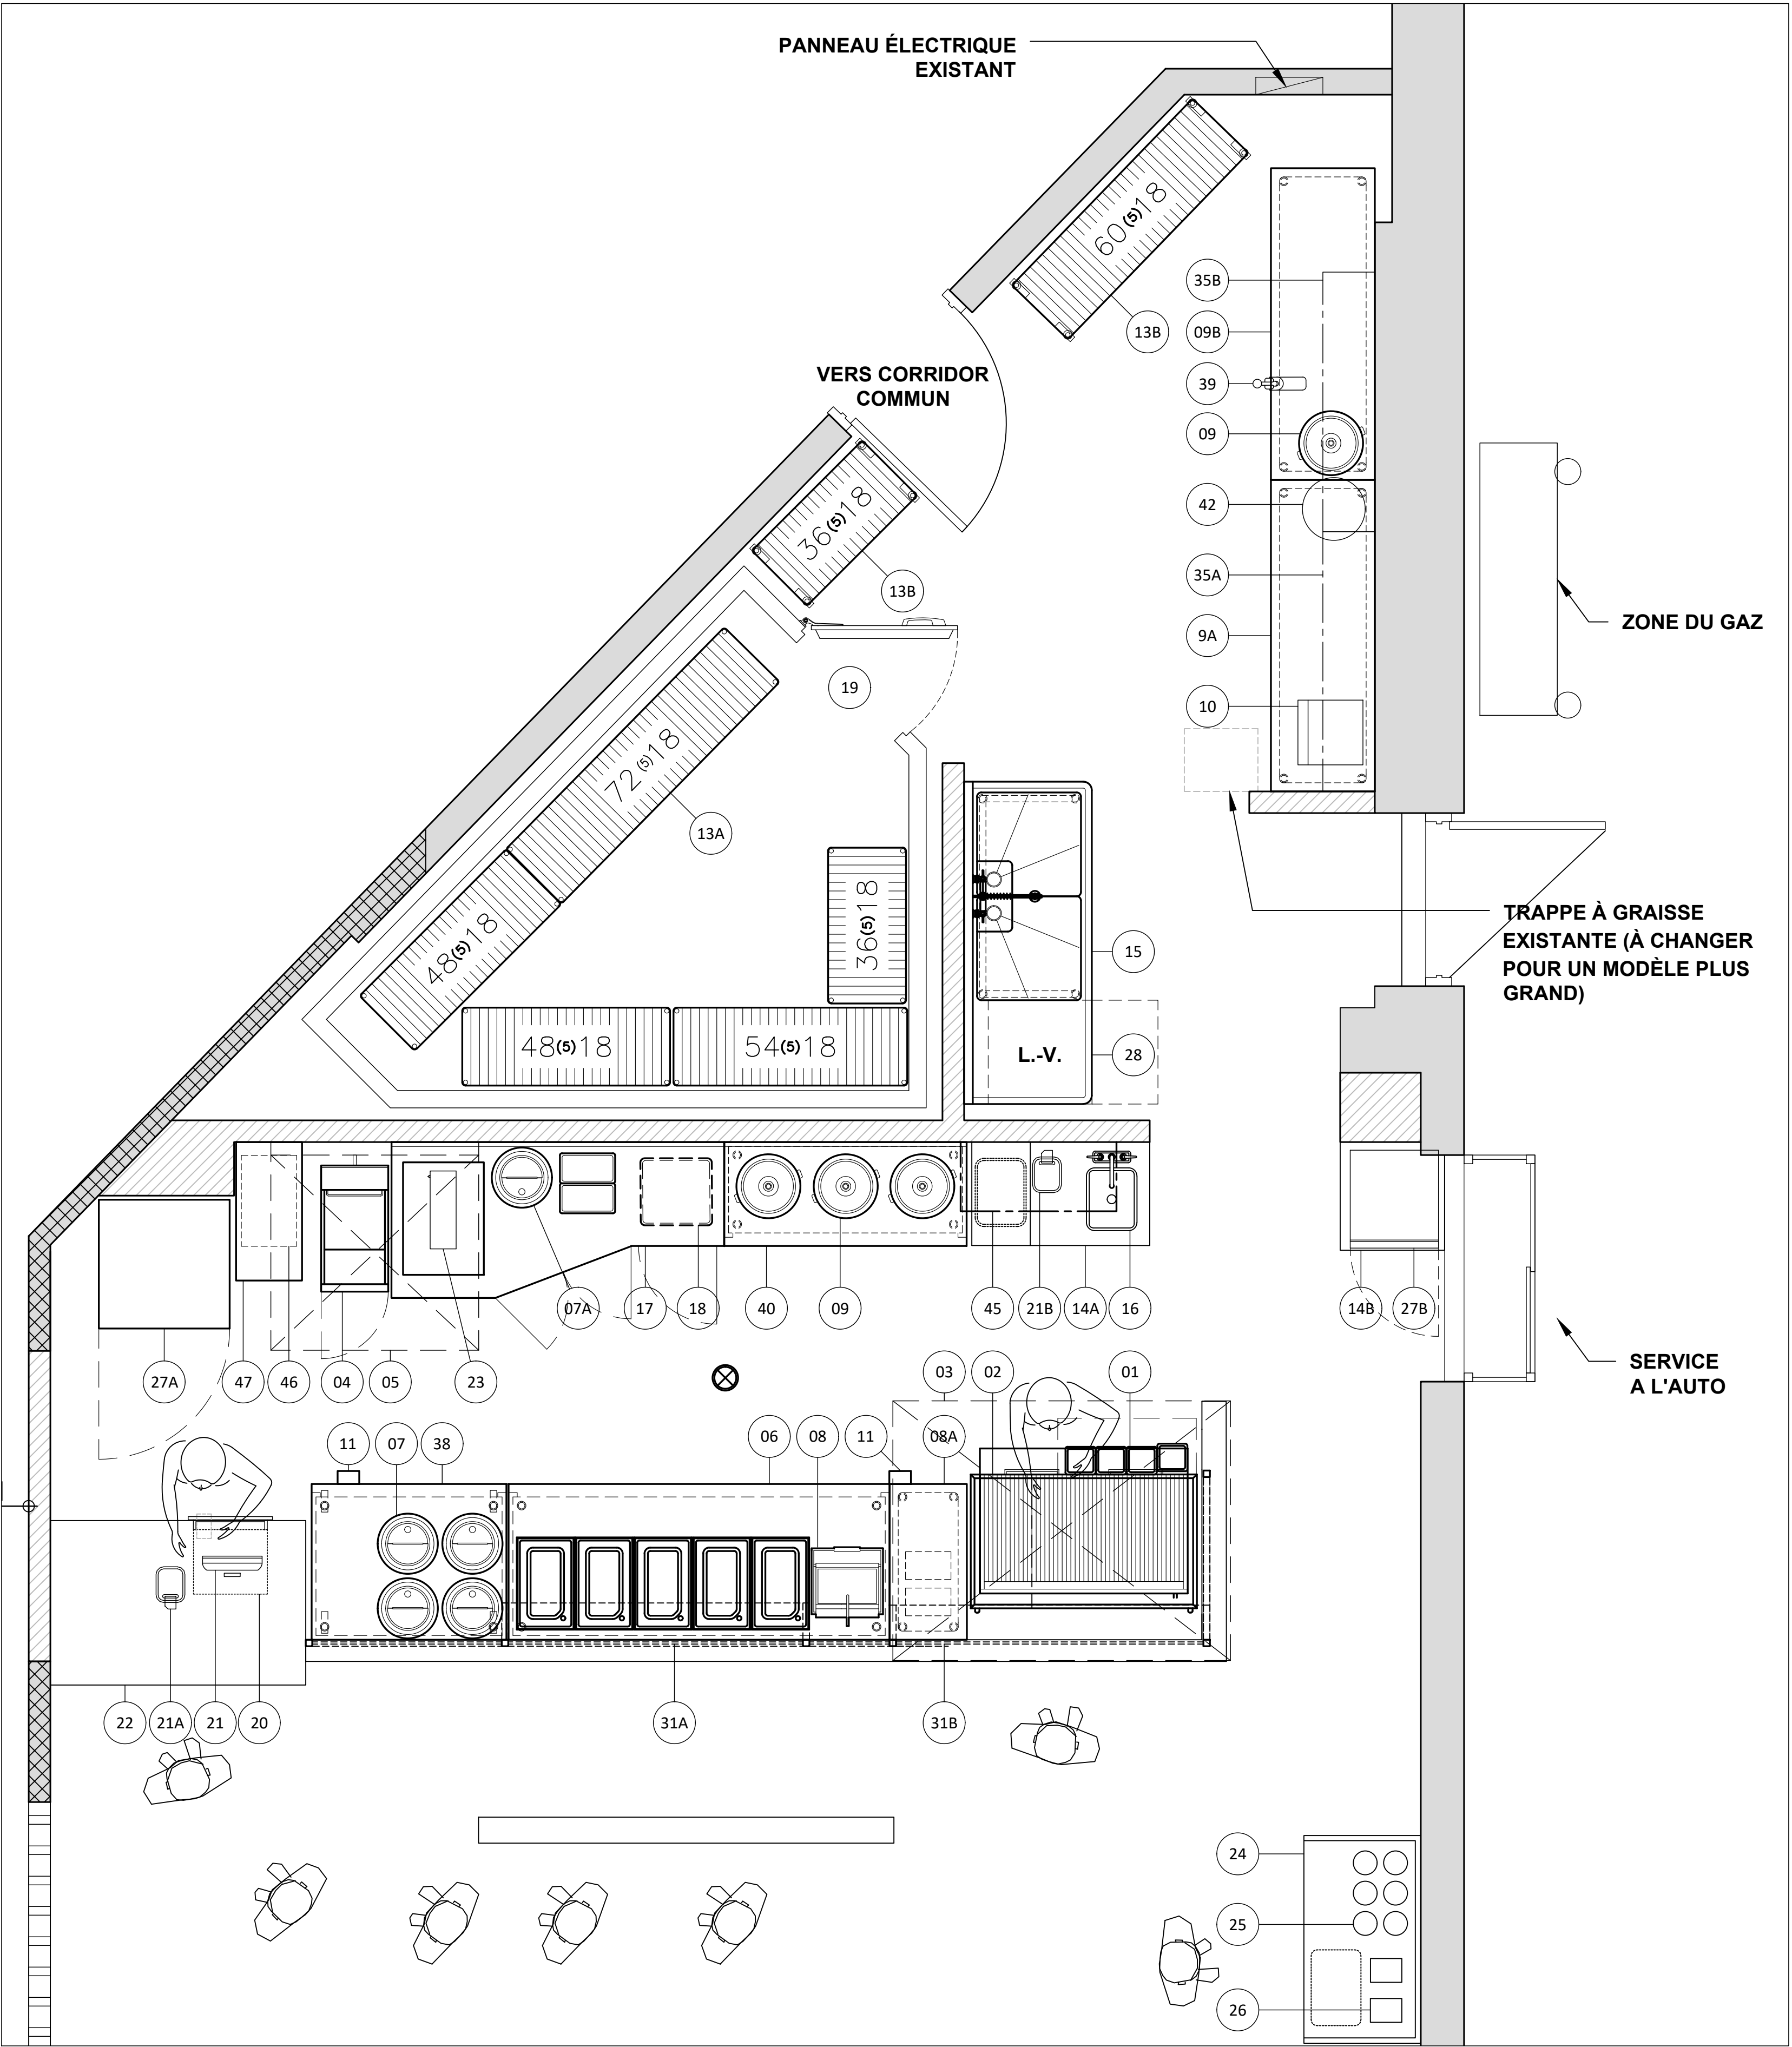 PANNEAU ÉLECTRIQUE
EXISTANT
60(5)18
35B
13B
09B
VERS CORRIDOR
COMMUN
39
09
36(5)18
42
35A
13B
ZONE DU GAZ
9A
19
10
72(5)18
13A
TRAPPE À GRAISSE
EXISTANTE (À CHANGER
POUR UN MODÈLE PLUS
GRAND)
36(5)18
48(5)18
15
48(5)18
54(5)18
L.-V.
28
07A
17
18
40
09
45
21B
14A
16
14B
27B
SERVICE
A L'AUTO
27A
47
46
04
05
23
03
02
01
11
07
38
06
08
11
08A
22
21A
21
20
31A
31B
24
25
26